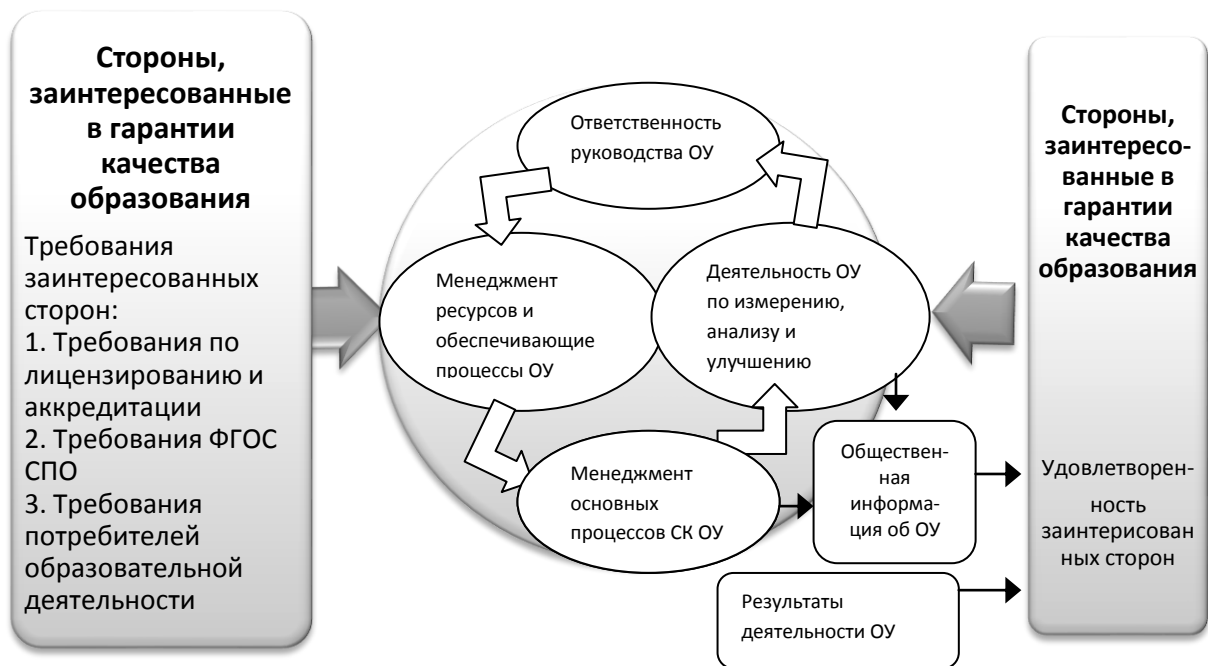 Стороны,
заинтересованные
в гарантии
качества
образования
Требования
заинтересованных
сторон:
1. Требования по
лицензированию и
аккредитации
2. Требования ФГОС
СПО
3. Требования
потребителей
образовательной
деятельности
Ответственность
руководства ОУ
Менеджмент
ресурсов и
обеспечивающие
процессы ОУ
Деятельность ОУ
по измерению,
анализу и
улучшению
Менеджмент
основных
процессов СК ОУ
Обществен-
ная
информа-
ция об ОУ
Результаты
деятельности ОУ
Стороны,
заинтересо-
ванные в
гарантии
качества
образования
Удовлетворен-
ность
заинтерисован
ных сторон